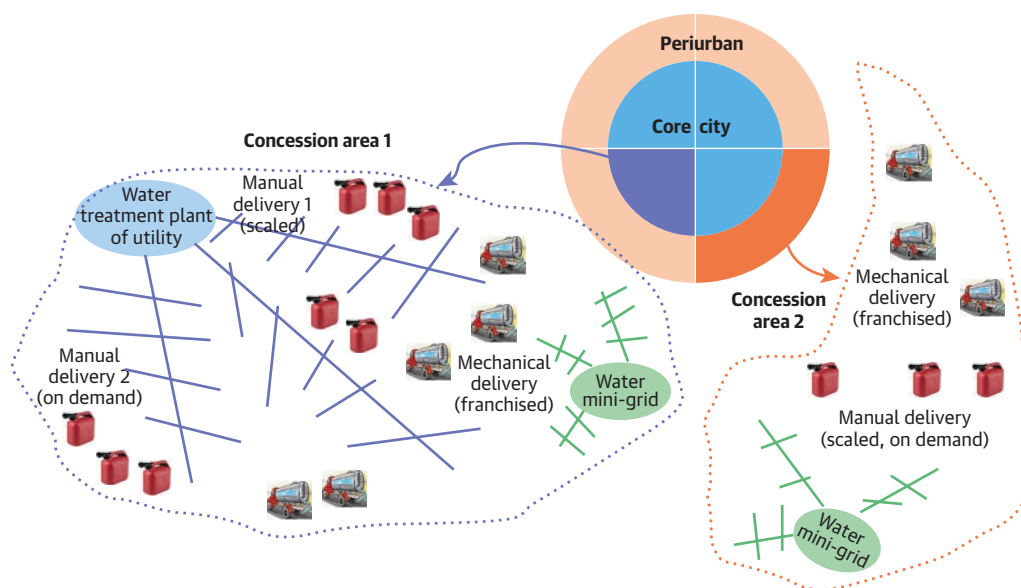 Periurban
Core city
Concession area 1
Water
treatment plant
of utility
Manual
delivery 1
(scaled)
Manual
delivery 2
(on demand)
Mechanical
delivery
(franchised)
Water
mini-grid
Concession
area 2
Mechanical
delivery
(franchised)
Manual delivery
(scaled, on demand)
Water
mini-grid